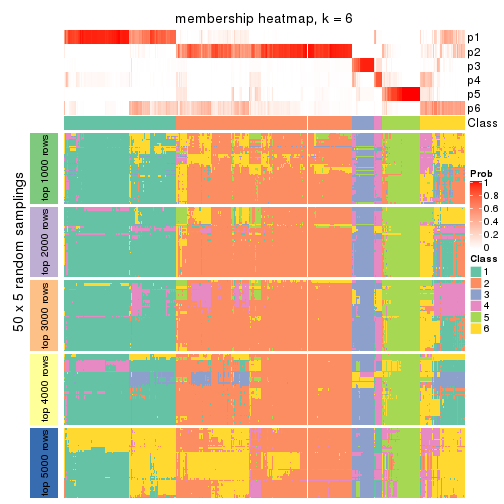 membership heatmap, k = 6
p1
p2
p3
p4
p5
p6
Class
50 x 5 random samplings
top 1000 rows
top 2000 rows
top 3000 rows
top 4000 rows
top 5000 rows
Prob
1
0.8
0.6
0.4
0.2
0
Class
1
2
3
4
5
6